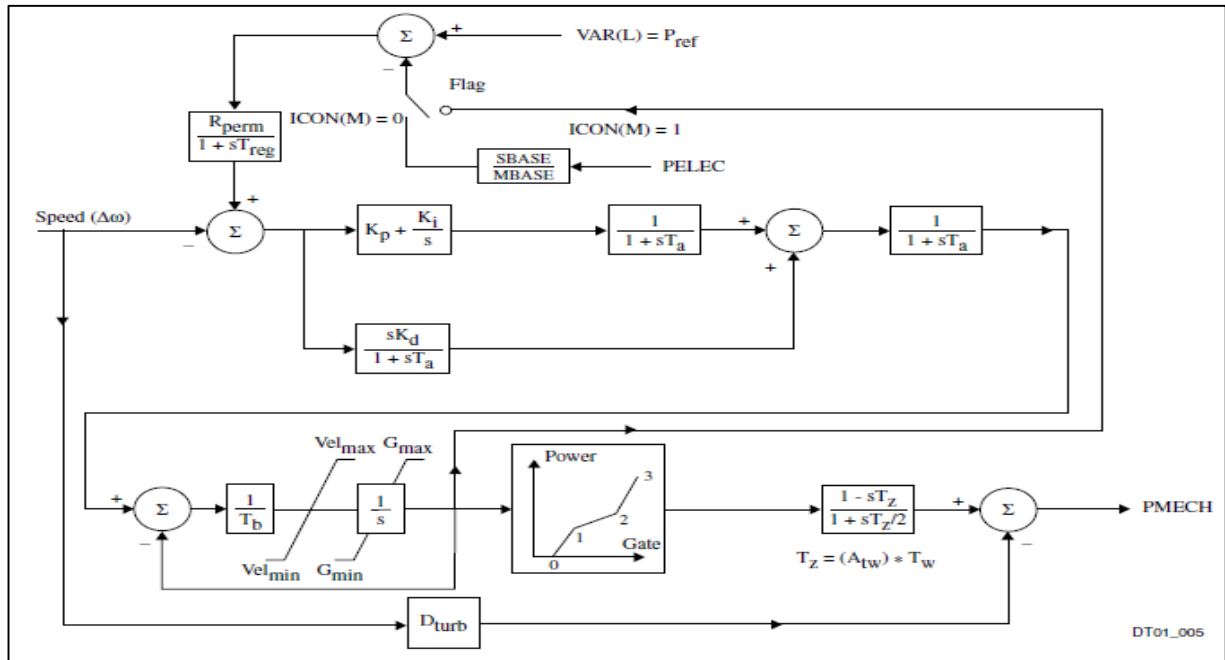 Σ
+
VAR(L) = P_ref
−
Flag
ICON(M) = 0
ICON(M) = 1
R_perm
1 + sT_reg
SBASE
MBASE
PELEC
+
Speed (Δω)
−
Σ
K_p + K_i
s
1
1 + sT_a
+
Σ
+
1
1 + sT_a
sK_d
1 + sT_a
Vel_max
G_max
Power
3
2
1
0
Gate
+
Σ
−
1
T_b
1
s
Vel_min
G_min
1 - sT_z
1 + sT_z/2
T_z = (A_tw) * T_w
+
Σ
−
PMECH
D_turb
DT01_005